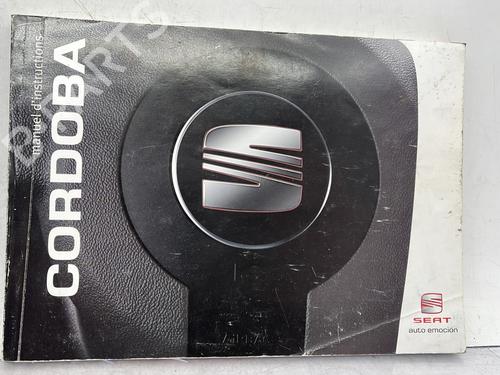 manuel d'instructions
CORDOBA
SEAT
auto emoción